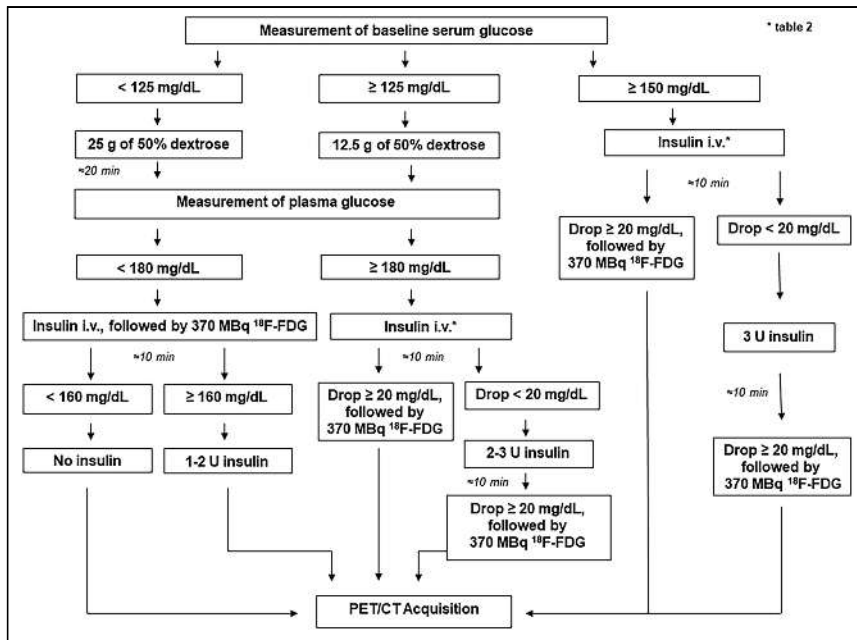 Measurement of baseline serum glucose
* table 2
< 125 mg/dL
≥ 125 mg/dL
≥ 150 mg/dL
25 g of 50% dextrose
12.5 g of 50% dextrose
Insulin i.v.*
≈20 min
≈10 min
Measurement of plasma glucose
Drop ≥ 20 mg/dL,
followed by
370 MBq ¹⁸F-FDG
Drop < 20 mg/dL
< 180 mg/dL
≥ 180 mg/dL
Insulin i.v., followed by 370 MBq ¹⁸F-FDG
Insulin i.v.*
3 U insulin
≈10 min
≈10 min
≈10 min
< 160 mg/dL
≥ 160 mg/dL
Drop ≥ 20 mg/dL,
followed by
370 MBq ¹⁸F-FDG
Drop < 20 mg/dL
No insulin
1-2 U insulin
2-3 U insulin
≈10 min
Drop ≥ 20 mg/dL,
followed by
370 MBq ¹⁸F-FDG
Drop ≥ 20 mg/dL,
followed by
370 MBq ¹⁸F-FDG
PET/CT Acquisition